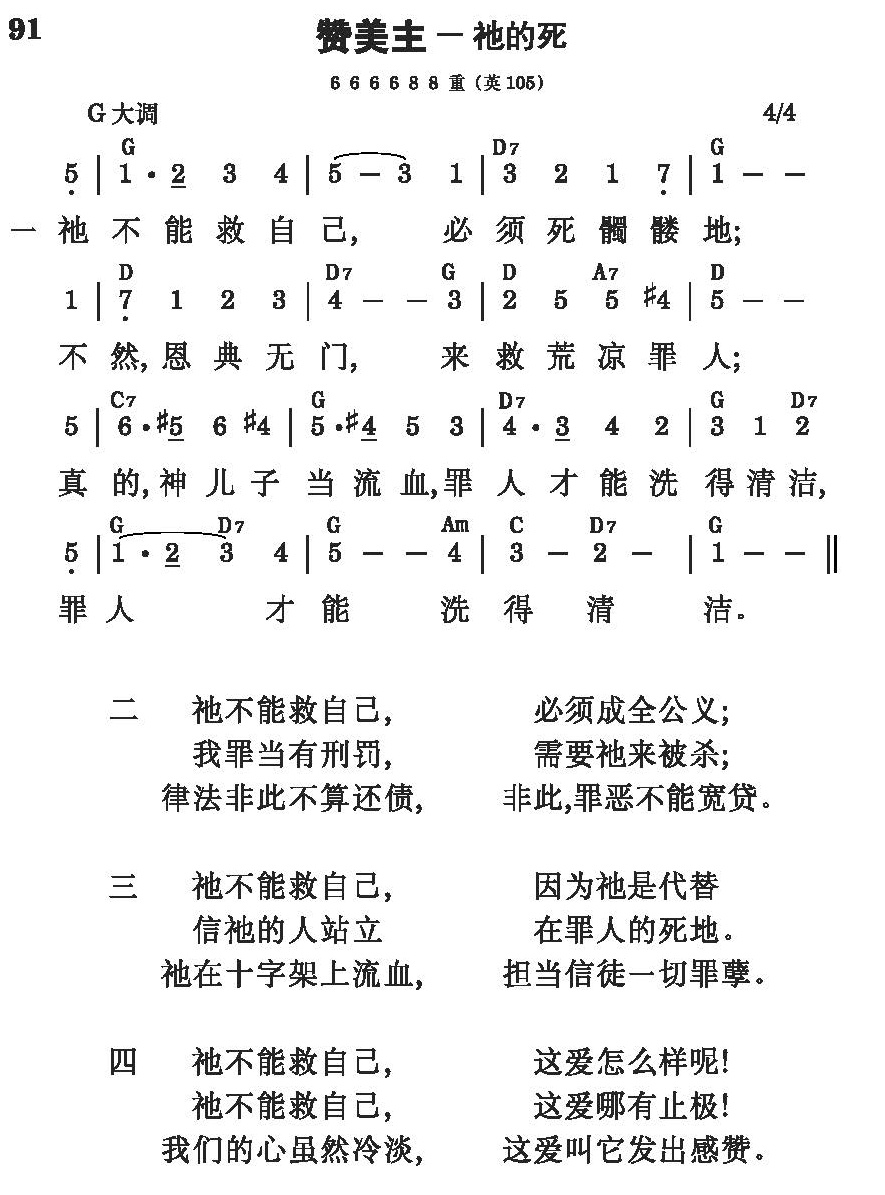 91
赞美主－祂的死
6 6 6 6 8 8 重 (英105)
G大调 4/4
G D7 G
5 | 1 · 2 3 4 | 5 － 3 1 | 3 2 1 7 | 1 － －
一 祂 不 能 救 自 己, 必 须 死 髑 髅 地;
D D7 G D A7 D
1 | 7 1 2 3 | 4 － － 3 | 2 5 5 #4 | 5 － －
不 然, 恩 典 无 门, 来 救 荒 凉 罪 人;
C7 G D7 G D7
5 | 6 · #5 6 #4 | 5 · #4 5 3 | 4 · 3 4 2 | 3 1 2
真 的, 神 儿 子 当 流 血, 罪 人 才 能 洗 得 清 洁,
G D7 G Am C D7 G
5 | 1 · 2 3 4 | 5 － － 4 | 3 － 2 － | 1 － － ‖
罪 人 才 能 洗 得 清 洁。
二 祂不能救自己, 必须成全公义;
我罪当有刑罚, 需要祂来被杀;
律法非此不算还债, 非此,罪恶不能宽贷。
三 祂不能救自己, 因为祂是代替
信祂的人站立 在罪人的死地。
祂在十字架上流血, 担当信徒一切罪孽。
四 祂不能救自己, 这爱怎么样呢!
祂不能救自己, 这爱哪有止极!
我们的心虽然冷淡, 这爱叫它发出感赞。